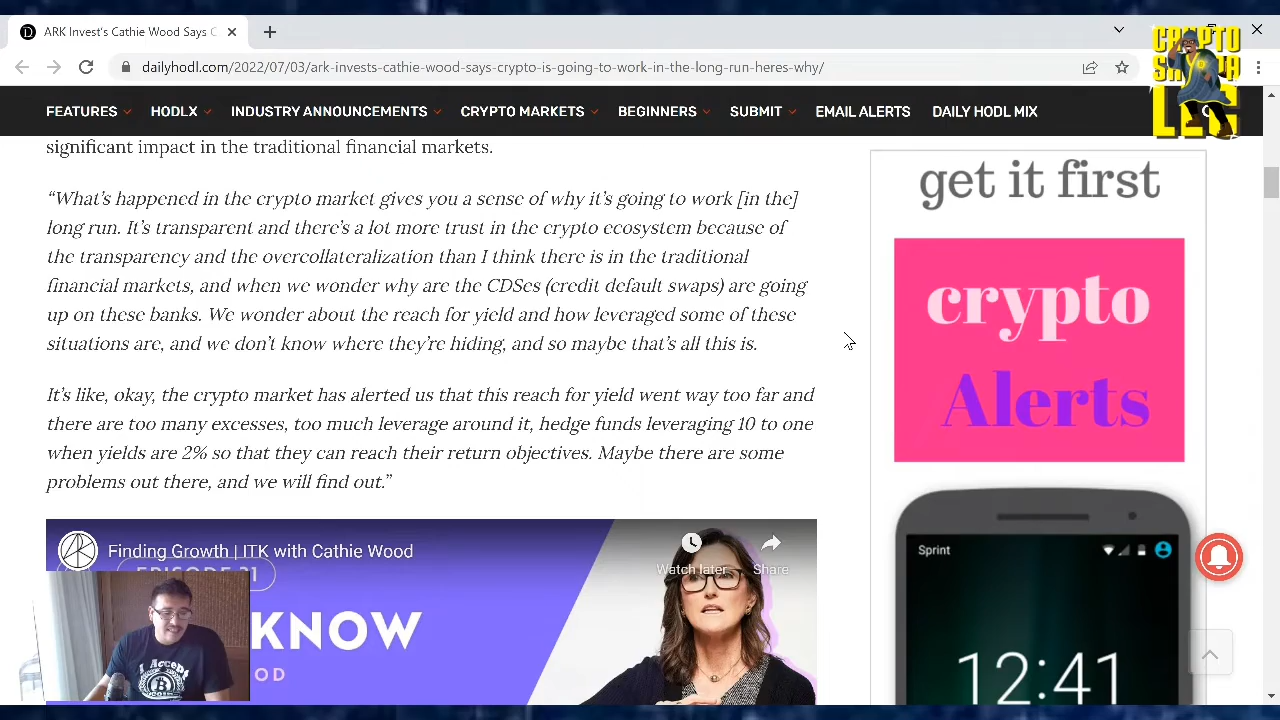 ARK Invest's Cathie Wood Says C
dailyhodl.com/2022/07/03/ark-invests-cathie-wood-says-crypto-is-going-to-work-in-the-long-run-heres-why/
CRYPTO
LEO
FEATURES HODLX INDUSTRY ANNOUNCEMENTS CRYPTO MARKETS BEGINNERS SUBMIT EMAIL ALERTS DAILY HODL MIX
significant impact in the traditional financial markets.
“What’s happened in the crypto market gives you a sense of why it’s going to work [in the]
long run. It’s transparent and there’s a lot more trust in the crypto ecosystem because of
the transparency and the overcollateralization than I think there is in the traditional
financial markets, and when we wonder why are the CDSes (credit default swaps) are going
up on these banks. We wonder about the reach for yield and how leveraged some of these
situations are, and we don’t know where they’re hiding, and so maybe that’s all this is.
It’s like, okay, the crypto market has alerted us that this reach for yield went way too far and
there are too many excesses, too much leverage around it, hedge funds leveraging 10 to one
when yields are 2% so that they can reach their return objectives. Maybe there are some
problems out there, and we will find out.”
get it first
crypto
Alerts
Sprint
12:41
Finding Growth | ITK with Cathie Wood
Watch later
Share
EPISODE 31
KNOW
OD
I Accept